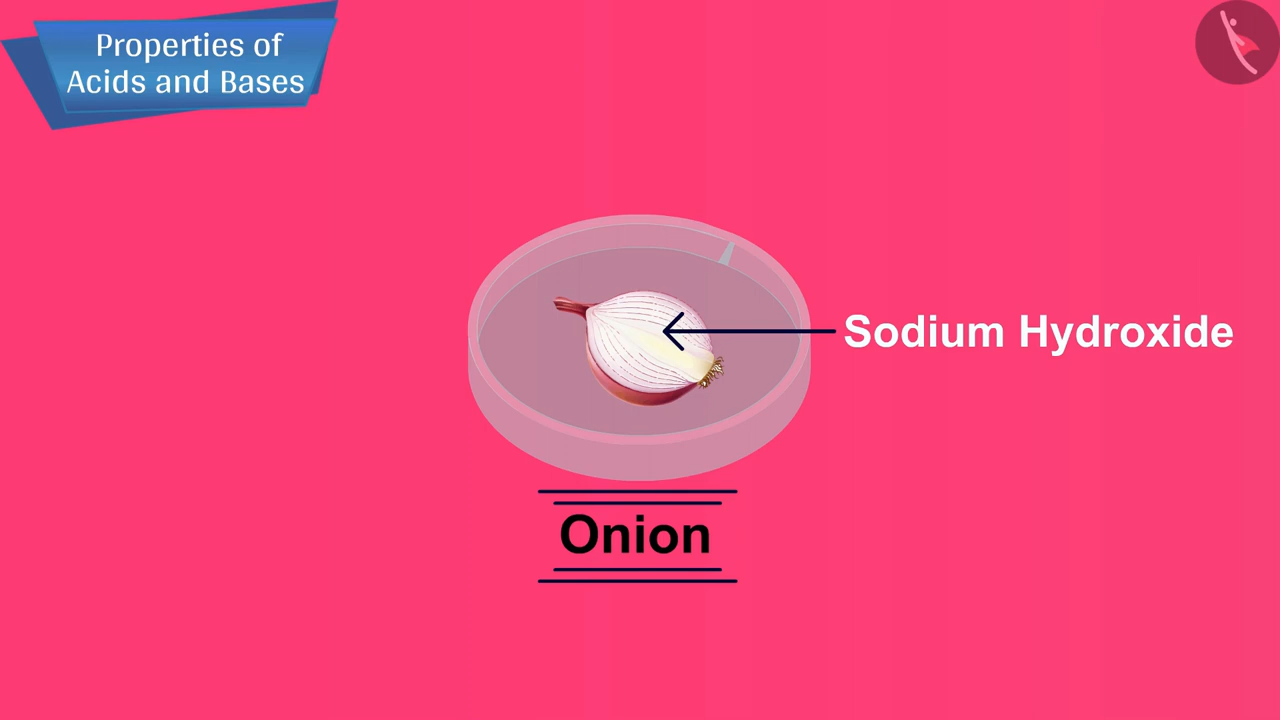 Properties of
Acids and Bases
Sodium Hydroxide
Onion